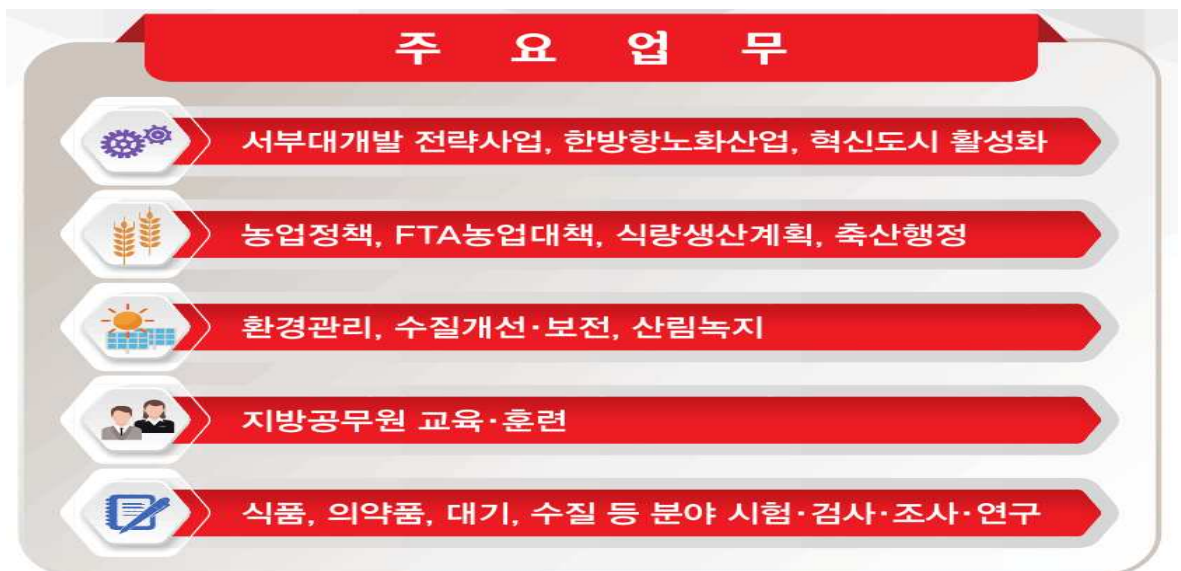 주 요 업 무
서부대개발 전략사업, 한방항노화산업, 혁신도시 활성화
농업정책, FTA농업대책, 식량생산계획, 축산행정
환경관리, 수질개선·보전, 산림녹지
지방공무원 교육·훈련
식품, 의약품, 대기, 수질 등 분야 시험·검사·조사·연구